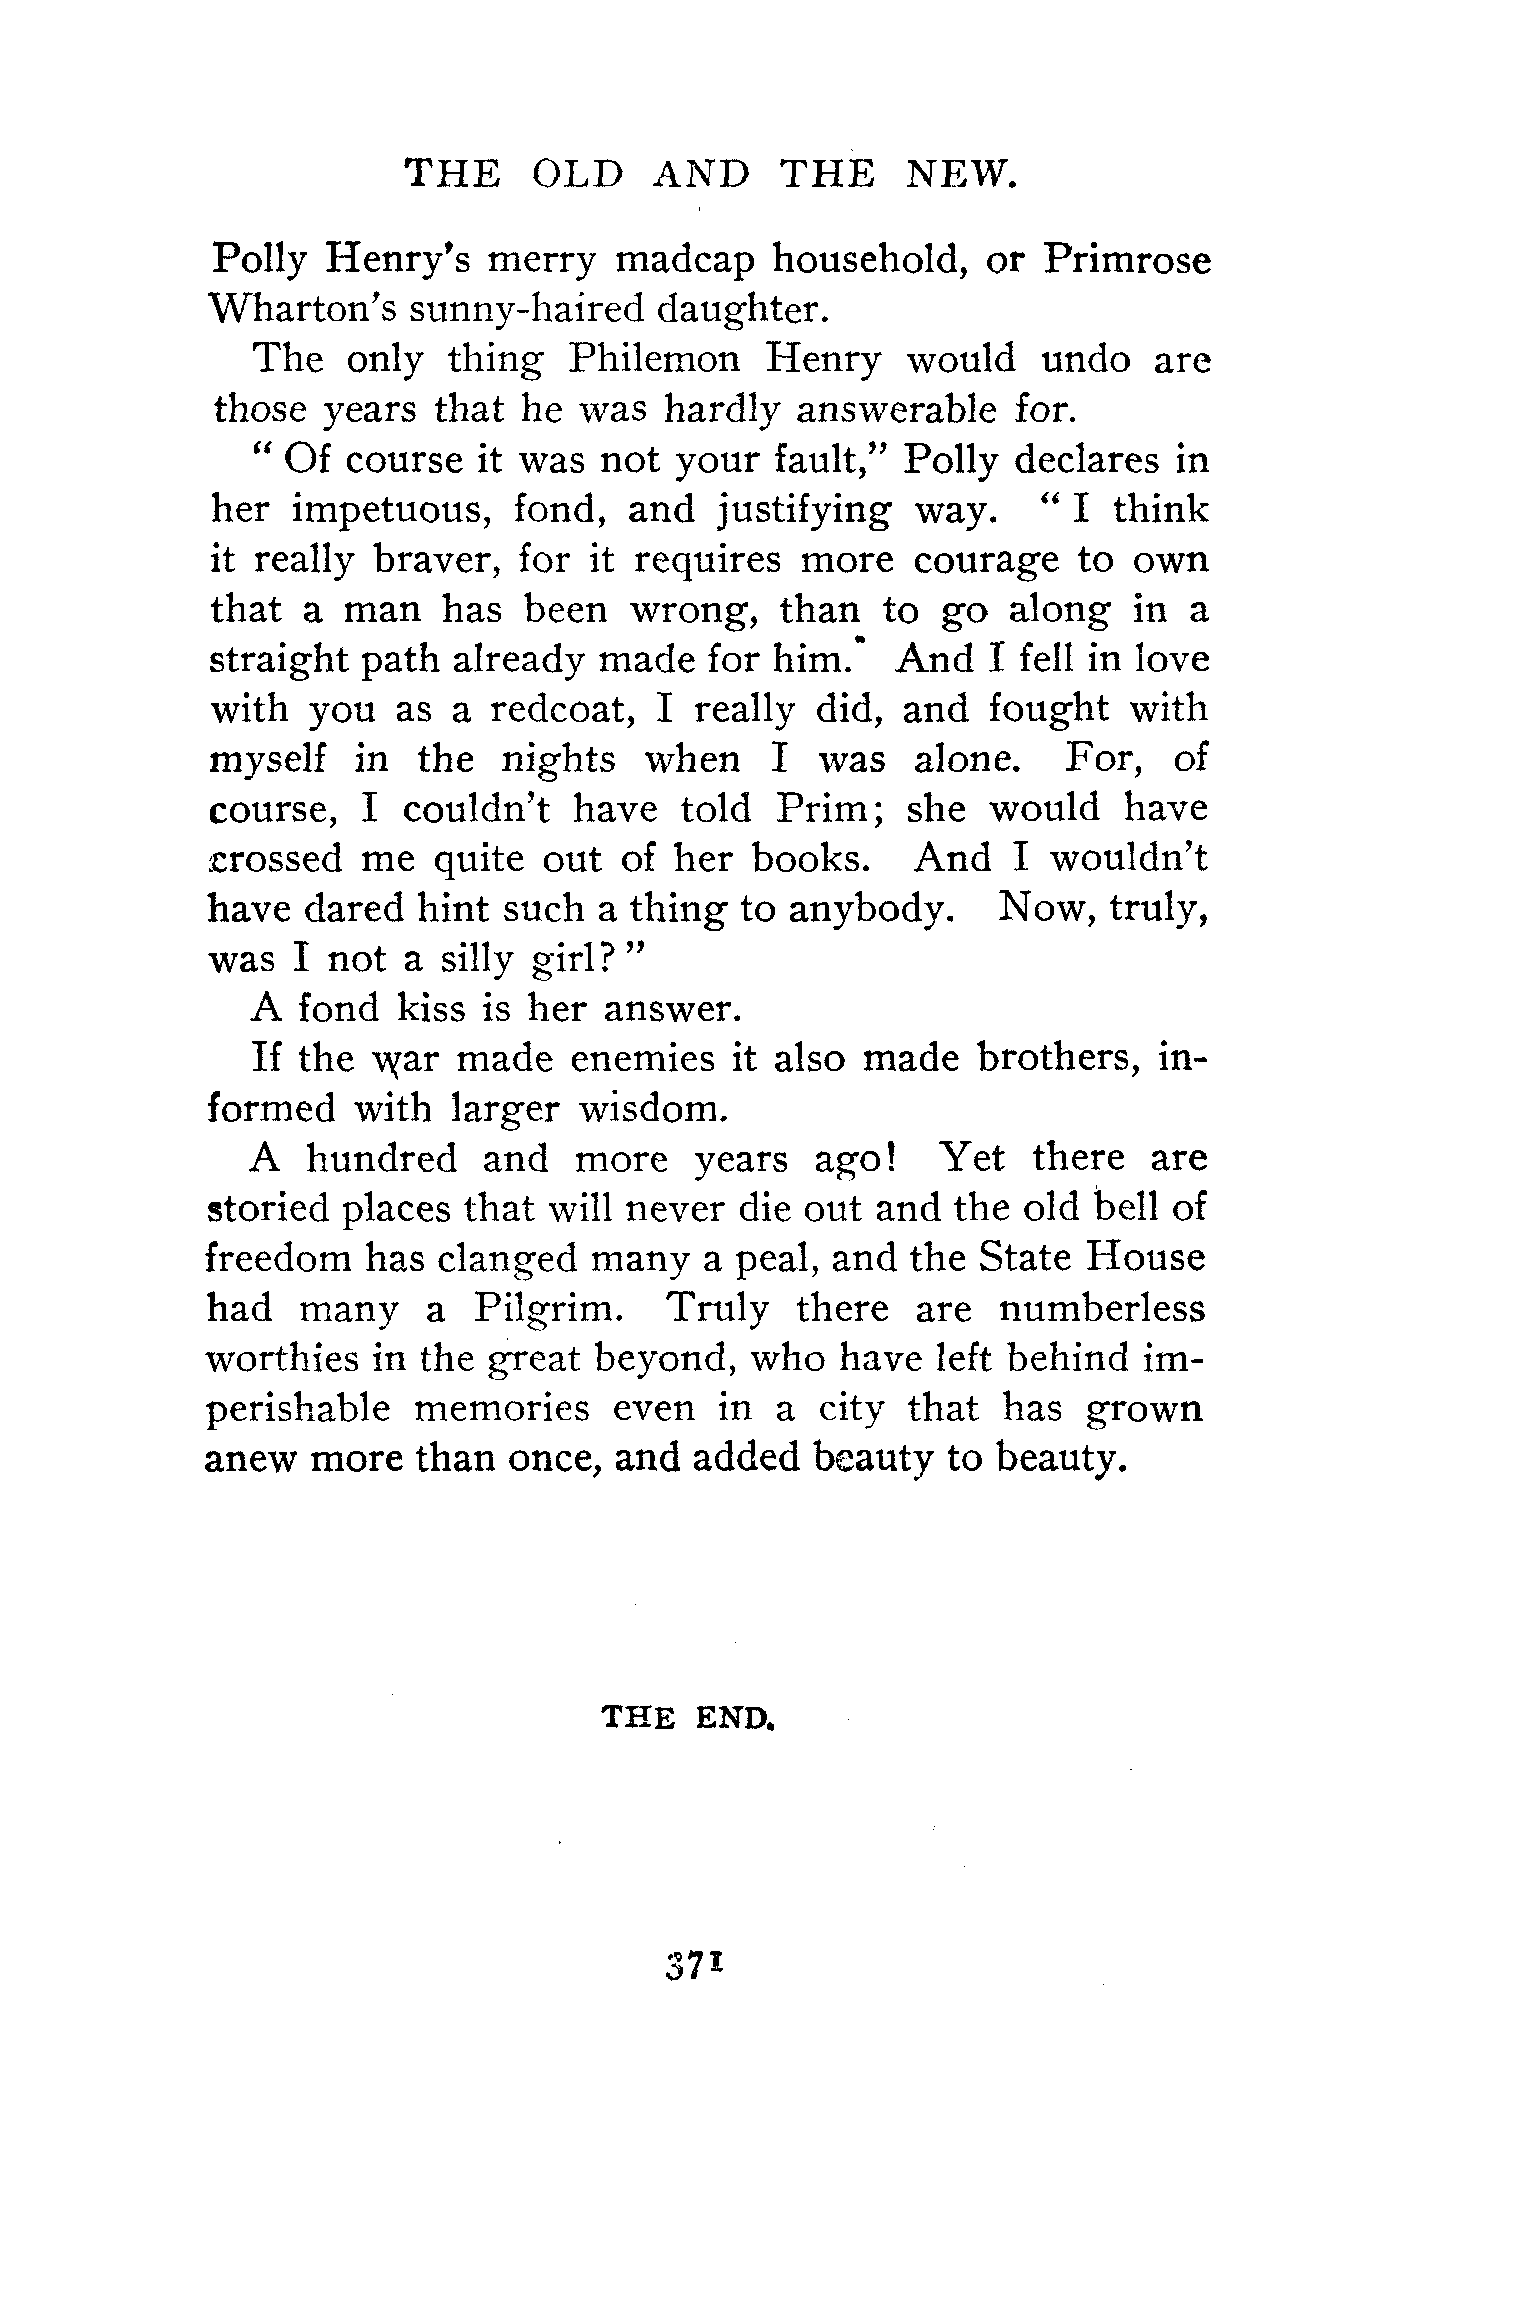 THE OLD AND THE NEW.
Polly Henry's merry madcap household, or Primrose
Wharton's sunny-haired daughter.
The only thing Philemon Henry would undo are
those years that he was hardly answerable for.
" Of course it was not your fault," Polly declares in
her impetuous, fond, and justifying way. " I think
it really braver, for it requires more courage to own
that a man has been wrong, than to go along in a
straight path already made for him. And I fell in love
with you as a redcoat, I really did, and fought with
myself in the nights when I was alone. For, of
course, I couldn't have told Prim; she would have
crossed me quite out of her books. And I wouldn't
have dared hint such a thing to anybody. Now, truly,
was I not a silly girl? "
A fond kiss is her answer.
If the war made enemies it also made brothers, in-
formed with larger wisdom.
A hundred and more years ago! Yet there are
storied places that will never die out and the old bell of
freedom has clanged many a peal, and the State House
had many a Pilgrim. Truly there are numberless
worthies in the great beyond, who have left behind im-
perishable memories even in a city that has grown
anew more than once, and added beauty to beauty.
THE END.
371